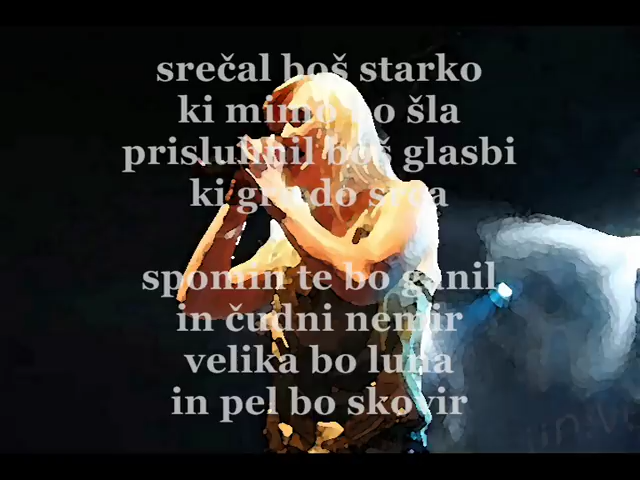 srečal boš starko
ki mimo bo šla
prisluhnil boš glasbi
ki gre do srca
spomin te bo ganil
in čudni nemir
velika bo luna
in pel bo skovir